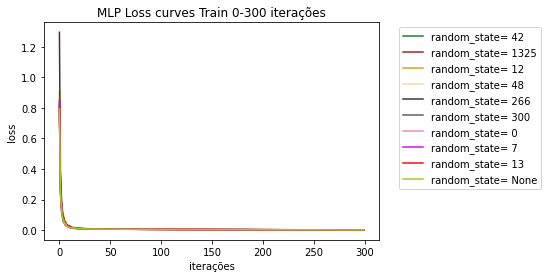 MLP Loss curves Train 0-300 iterações
random_state= 42
random_state= 1325
random_state= 12
random_state= 48
random_state= 266
random_state= 300
random_state= 0
random_state= 7
random_state= 13
random_state= None
loss
1.2
1.0
0.8
0.6
0.4
0.2
0.0
0 50 100 150 200 250 300
iterações